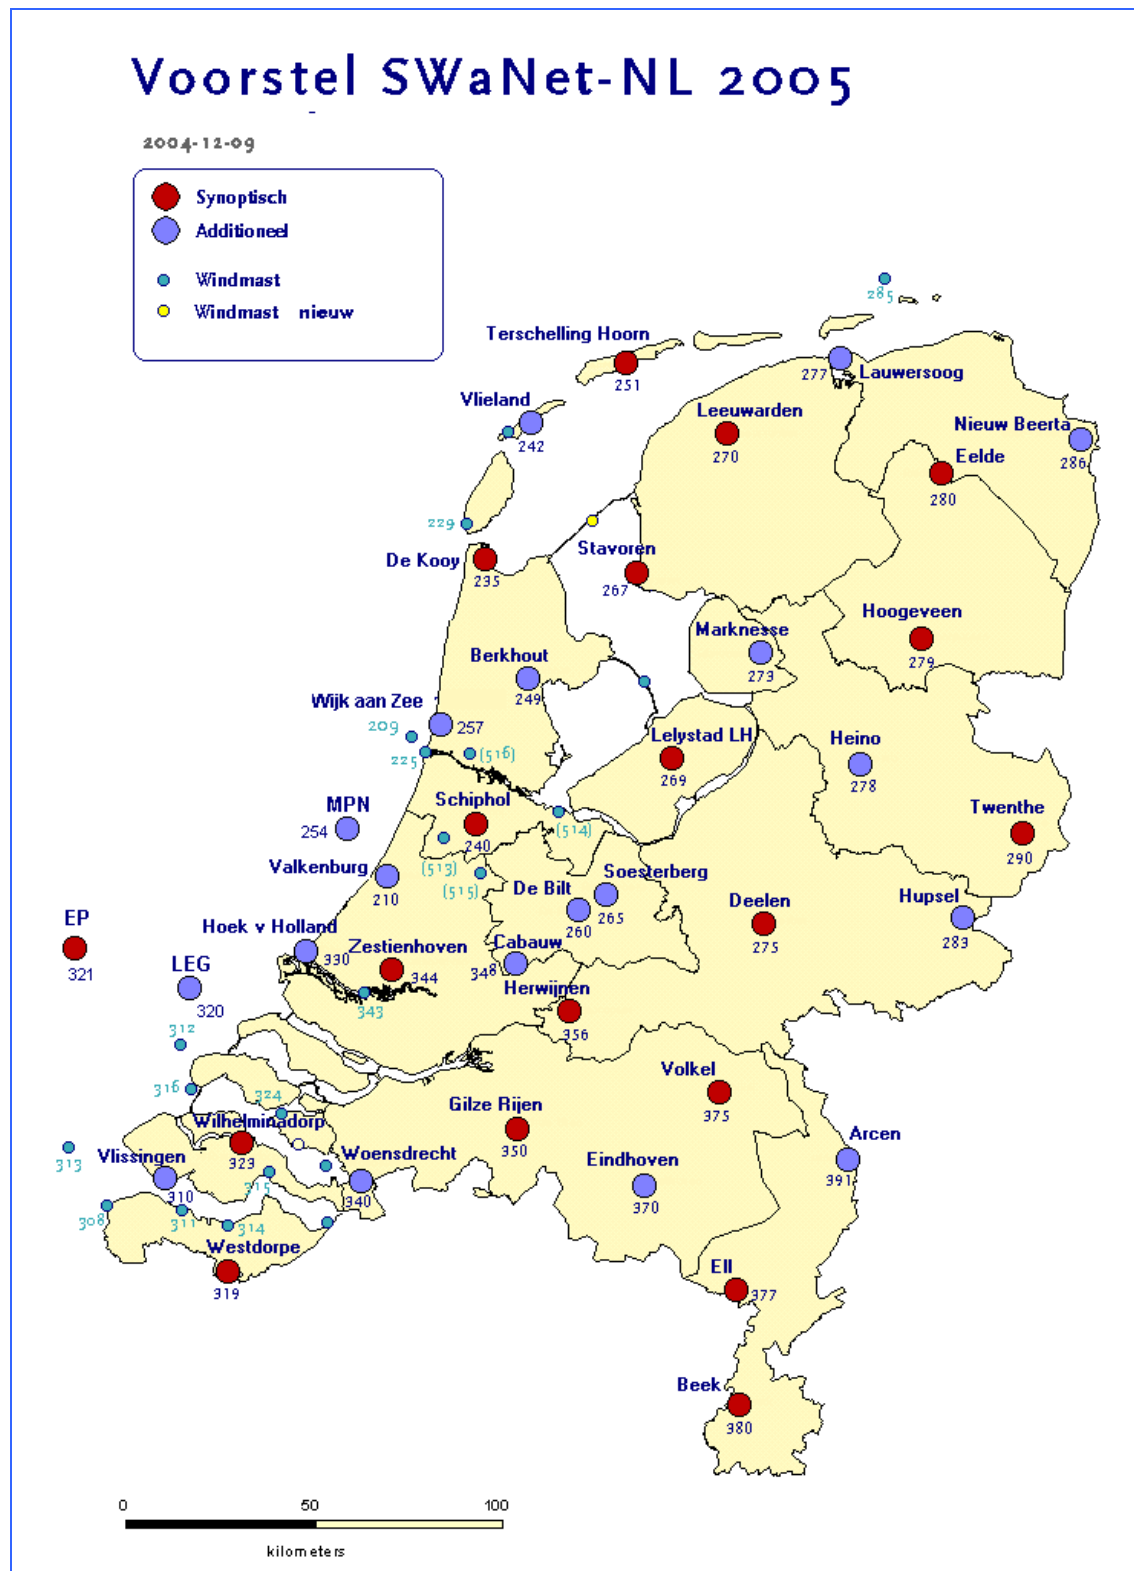 Voorstel SWaNet-NL 2005
2004-12-09
Synoptisch
Additioneel
Windmast
Windmast nieuw
285
Terschelling Hoorn
251
277
Lauwersoog
Vlieland
242
Leeuwarden
270
Nieuw Beerta
286
Eelde
280
229
De Kooy
235
Stavoren
267
Hoogeveen
279
Marknesse
273
Berkhout
249
Wijk aan Zee
257
209
225
(516)
Lelystad LH
269
Heino
278
Schiphol
240
MPN
254
(514)
(513)
(515)
Twenthe
290
Valkenburg
210
De Bilt
260
Soesterberg
265
Deelen
275
Hupsel
283
EP
321
Hoek v Holland
330
Zestienhoven
344
343
Cabauw
348
LEG
320
Herwijnen
356
312
316
324
Volkel
375
Gilze Rijen
350
Wilhelminadorp
323
313
Vlissingen
310
315
Woensdrecht
340
Eindhoven
370
Arcen
391
308
311
314
Westdorpe
319
Ell
377
Beek
380
0 50 100
kilometers